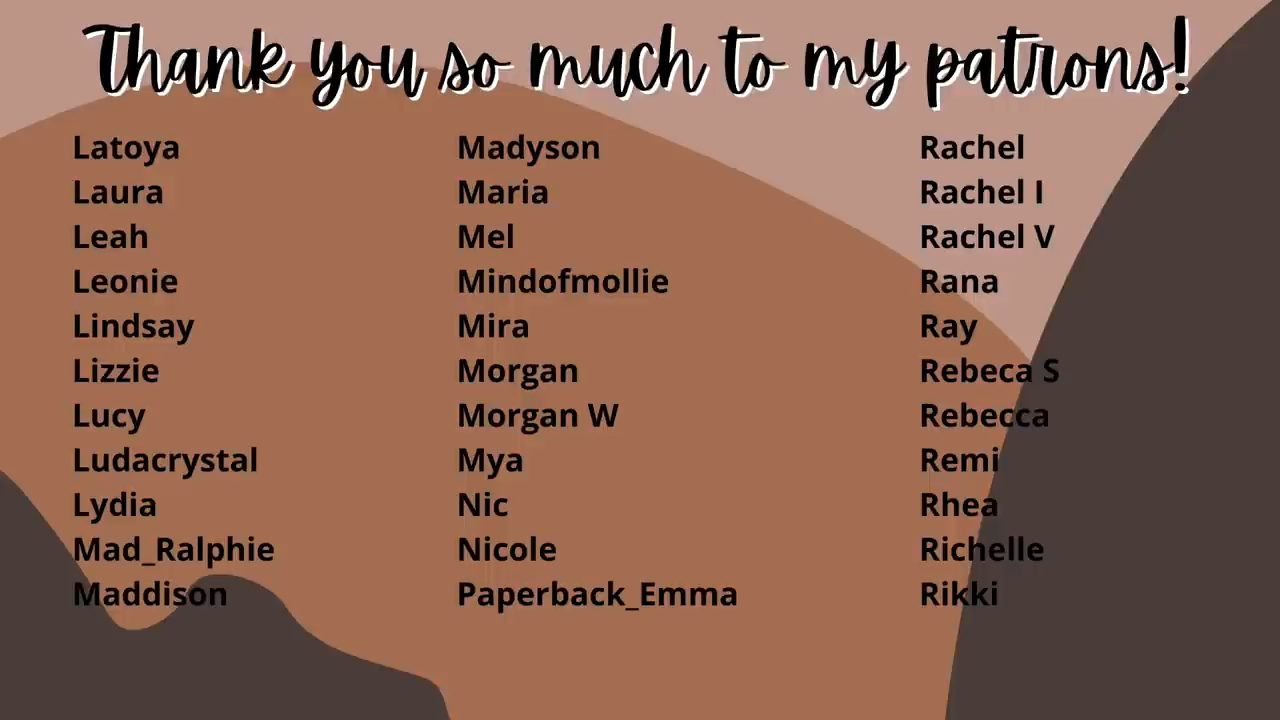 Thank you so much to my patrons!
Latoya
Laura
Leah
Leonie
Lindsay
Lizzie
Lucy
Ludacrystal
Lydia
Mad_Ralphie
Maddison
Madyson
Maria
Mel
Mindofmollie
Mira
Morgan
Morgan W
Mya
Nic
Nicole
Paperback_Emma
Rachel
Rachel I
Rachel V
Rana
Ray
Rebeca S
Rebecca
Remi
Rhea
Richelle
Rikki